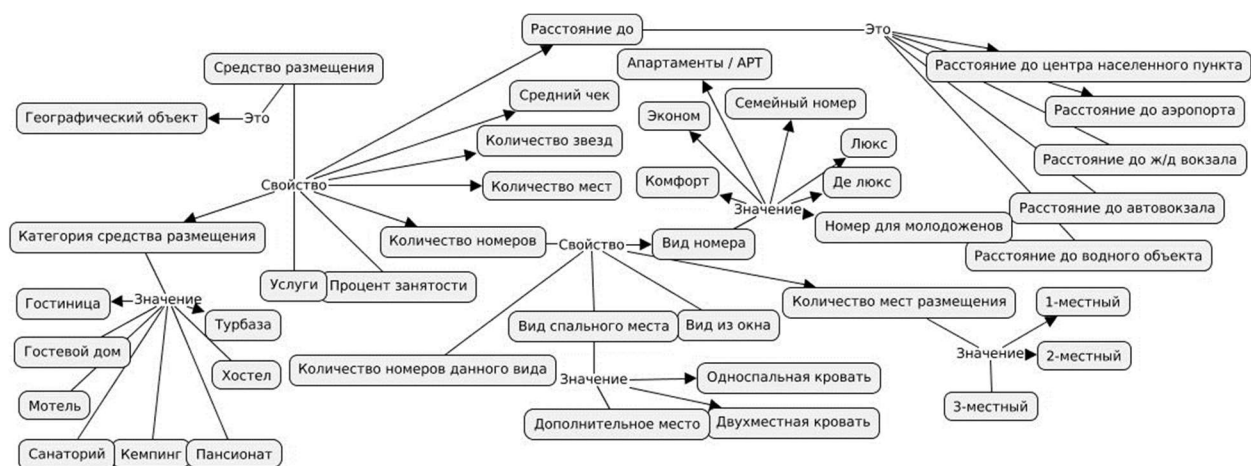 Расстояние до
Это
Средство размещения
Апартаменты / АРТ
Расстояние до центра населенного пункта
Географический объект
Это
Средний чек
Эконом
Семейный номер
Расстояние до аэропорта
Количество звезд
Люкс
Расстояние до ж/д вокзала
Свойство
Количество мест
Комфорт
Де люкс
Значение
Расстояние до автовокзала
Категория средства размещения
Количество номеров
Свойство
Вид номера
Номер для молодоженов
Расстояние до водного объекта
Услуги
Процент занятости
Гостиница
Значение
Турбаза
Количество мест размещения
1-местный
Вид спального места
Вид из окна
Гостевой дом
Хостел
Количество номеров данного вида
Значение
2-местный
Значение
Односпальная кровать
Мотель
3-местный
Дополнительное место
Двухместная кровать
Санаторий
Кемпинг
Пансионат